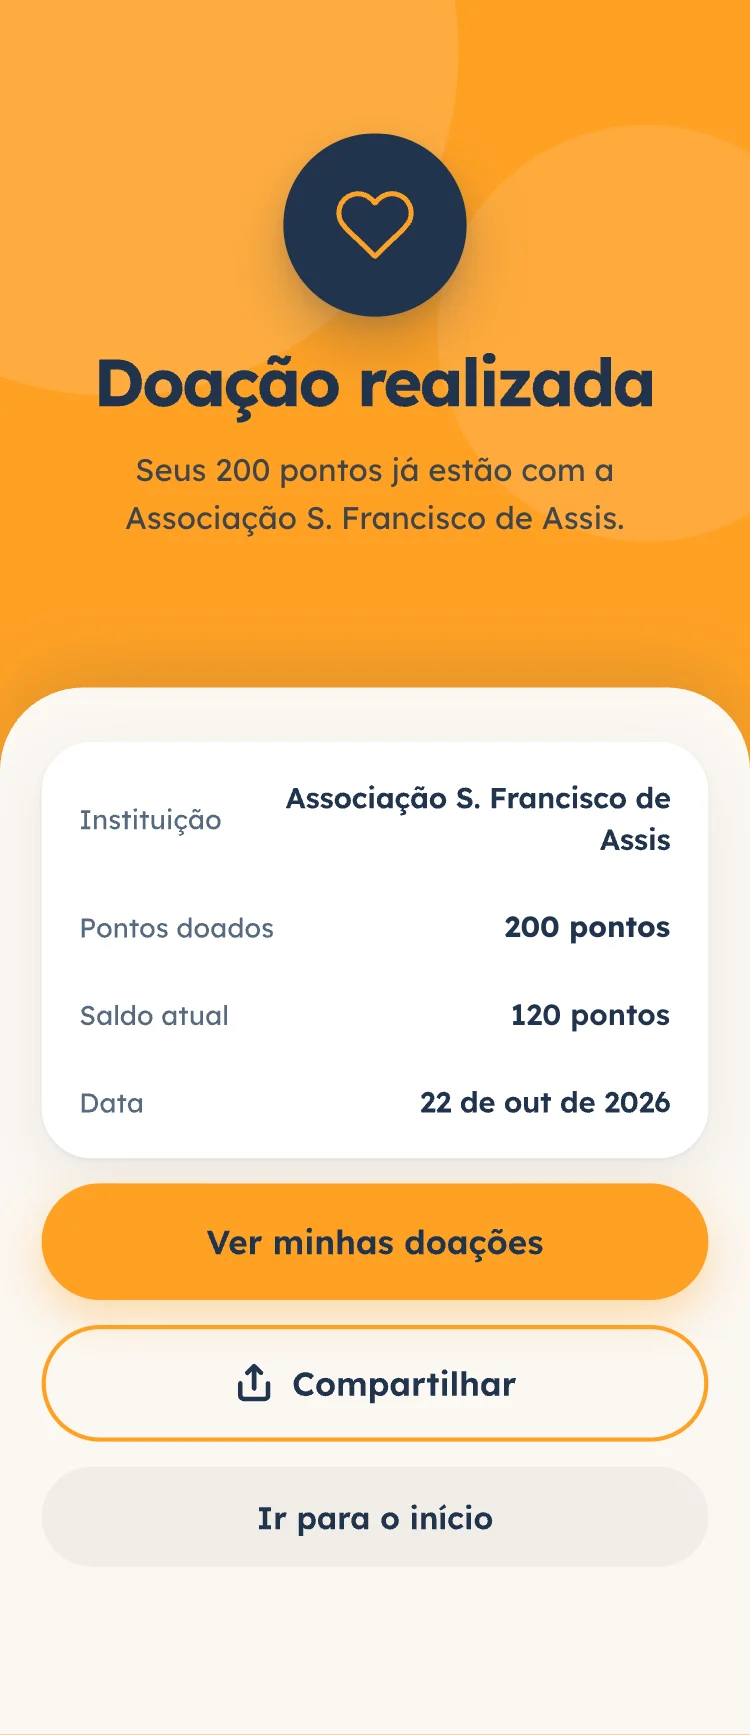 Doação realizada
Seus 200 pontos já estão com a
Associação S. Francisco de Assis.
Instituição
Associação S. Francisco de
Assis
Pontos doados
200 pontos
Saldo atual
120 pontos
Data
22 de out de 2026
Ver minhas doações
Compartilhar
Ir para o início